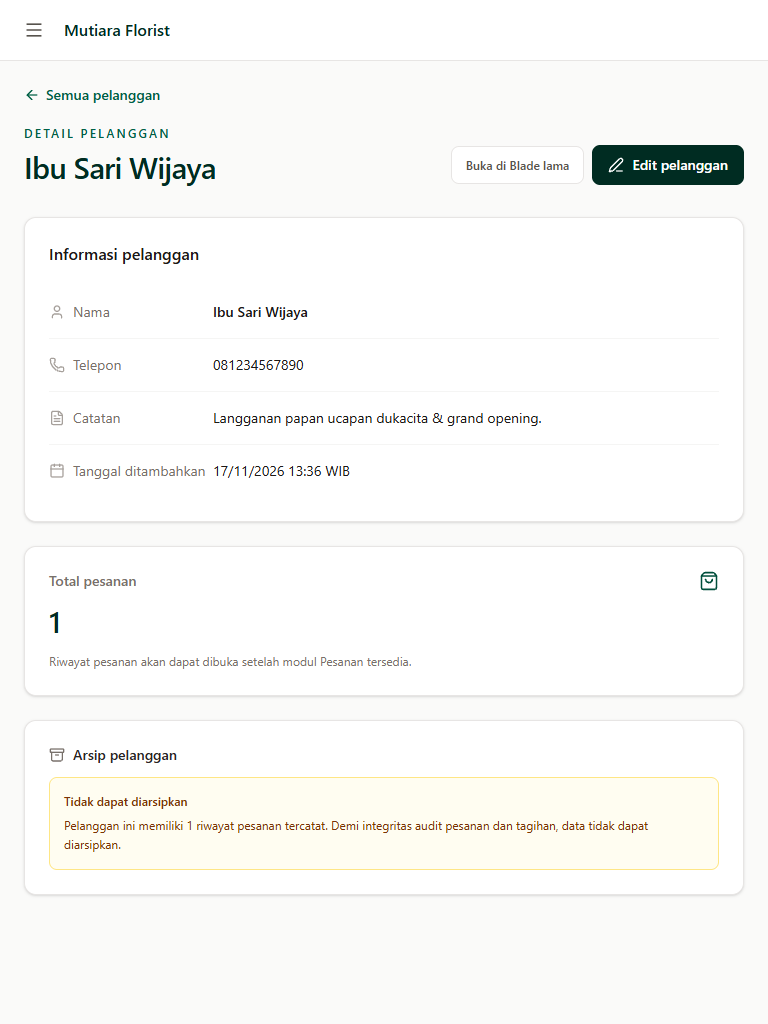 Mutiara Florist
Semua pelanggan
DETAIL PELANGGAN
Ibu Sari Wijaya
Buka di Blade lama
Edit pelanggan
Informasi pelanggan
Nama
Ibu Sari Wijaya
Telepon
081234567890
Catatan
Langganan papan ucapan dukacita & grand opening.
Tanggal ditambahkan
17/11/2026 13:36 WIB
Total pesanan
1
Riwayat pesanan akan dapat dibuka setelah modul Pesanan tersedia.
Arsip pelanggan
Tidak dapat diarsipkan
Pelanggan ini memiliki 1 riwayat pesanan tercatat. Demi integritas audit pesanan dan tagihan, data tidak dapat
diarsipkan.